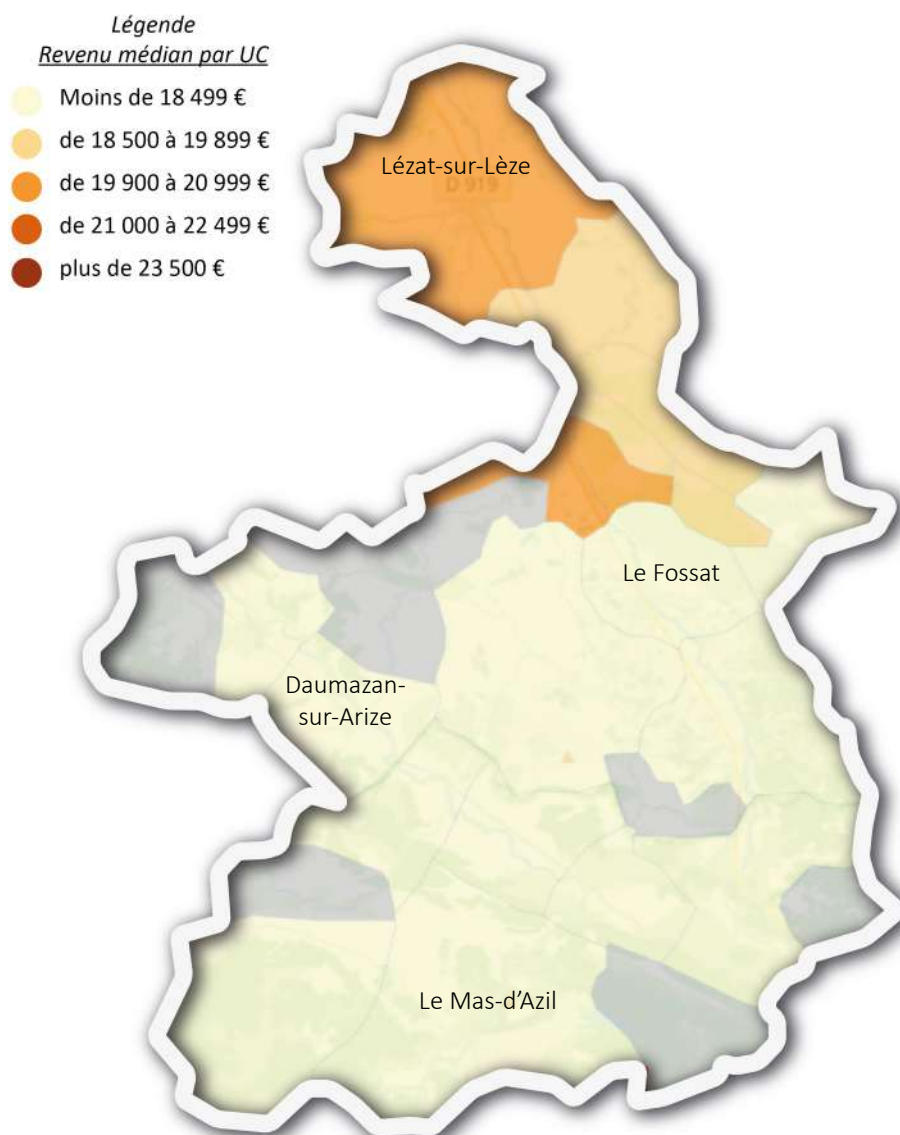 Légende
Revenu médian par UC
Moins de 18 499 €
de 18 500 à 19 899 €
de 19 900 à 20 999 €
de 21 000 à 22 499 €
plus de 23 500 €
Lézat-sur-Lèze
D 919
Le Fossat
Daumazan-
sur-Arize
Le Mas-d’Azil